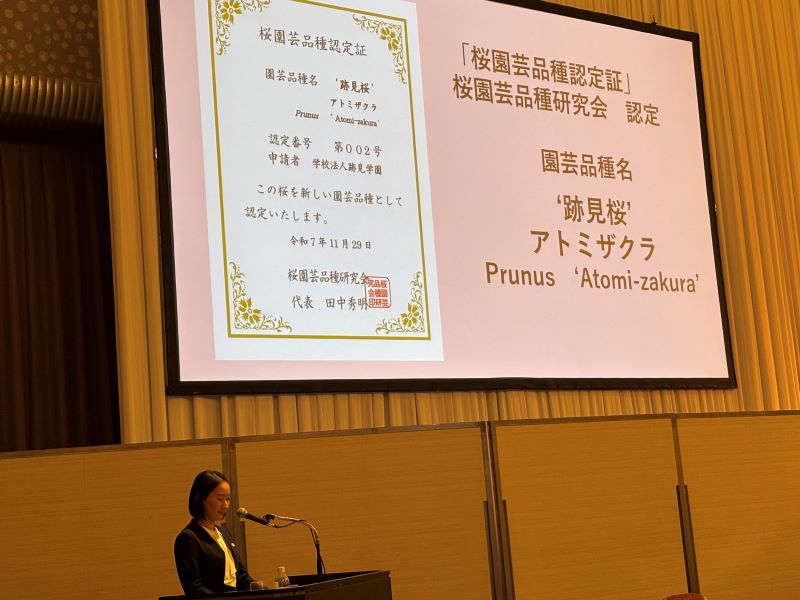 桜園芸品種認定証
園芸品種名 ‘跡見桜’
アトミザクラ
Prunus ‘Atomi-zakura’
認定番号 第002号
申請者 学校法人跡見学園
この桜を新しい園芸品種として
認定いたします。
令和7年11月29日
桜園芸品種研究会
代表 田中秀明
「桜園芸品種認定証」
桜園芸品種研究会 認定
園芸品種名
‘跡見桜’
アトミザクラ
Prunus ‘Atomi-zakura’